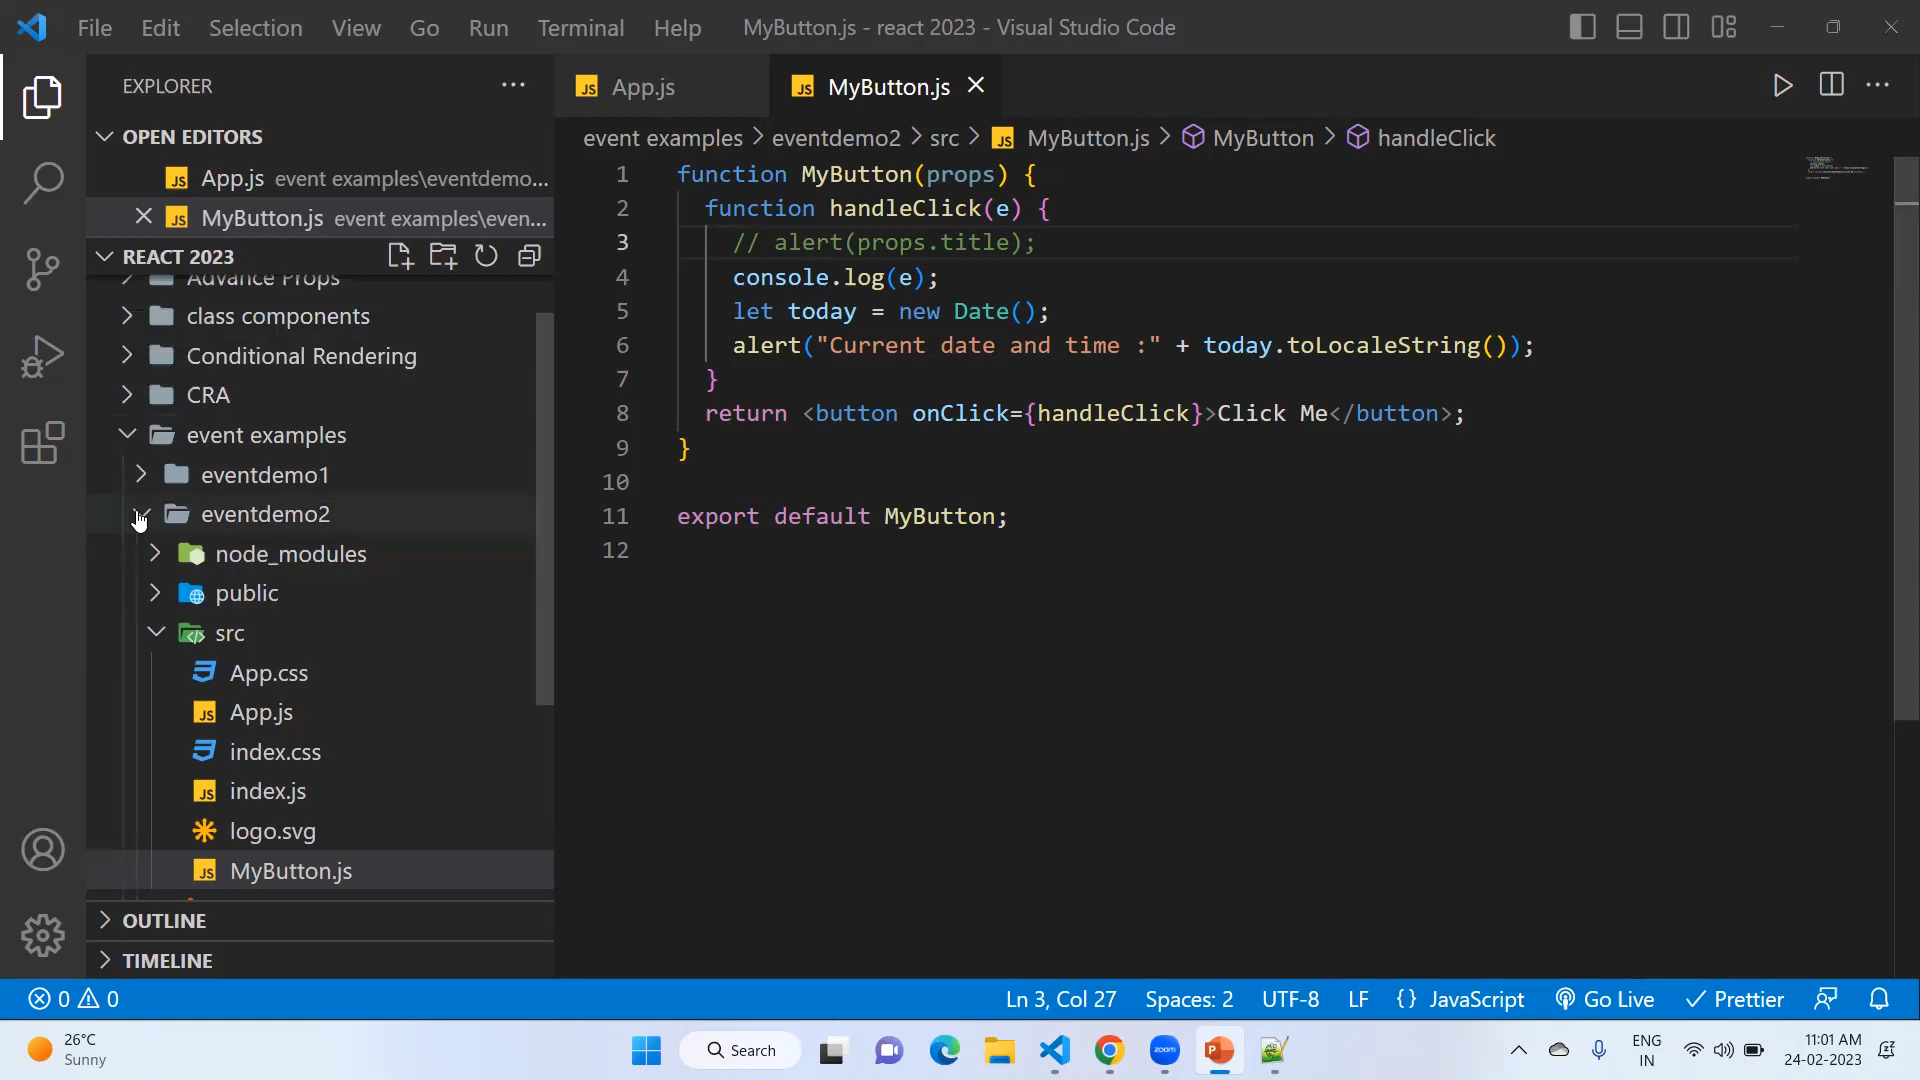 File Edit Selection View Go Run Terminal Help MyButton.js - react 2023 - Visual Studio Code
EXPLORER
OPEN EDITORS
App.js event examples\eventdemo...
MyButton.js event examples\even...
REACT 2023
Advance Props
class components
Conditional Rendering
CRA
event examples
eventdemo1
eventdemo2
node_modules
public
src
App.css
App.js
index.css
index.js
logo.svg
MyButton.js
OUTLINE
TIMELINE
App.js MyButton.js
event examples > eventdemo2 > src > MyButton.js > MyButton > handleClick
1 function MyButton(props) {
2 function handleClick(e) {
3 // alert(props.title);
4 console.log(e);
5 let today = new Date();
6 alert("Current date and time :" + today.toLocaleString());
7 }
8 return <button onClick={handleClick}>Click Me</button>;
9 }
10
11 export default MyButton;
12
0 0 Ln 3, Col 27 Spaces: 2 UTF-8 LF {} JavaScript Go Live Prettier
26°C
Sunny
Search
zoom
ENG
IN
11:01 AM
24-02-2023